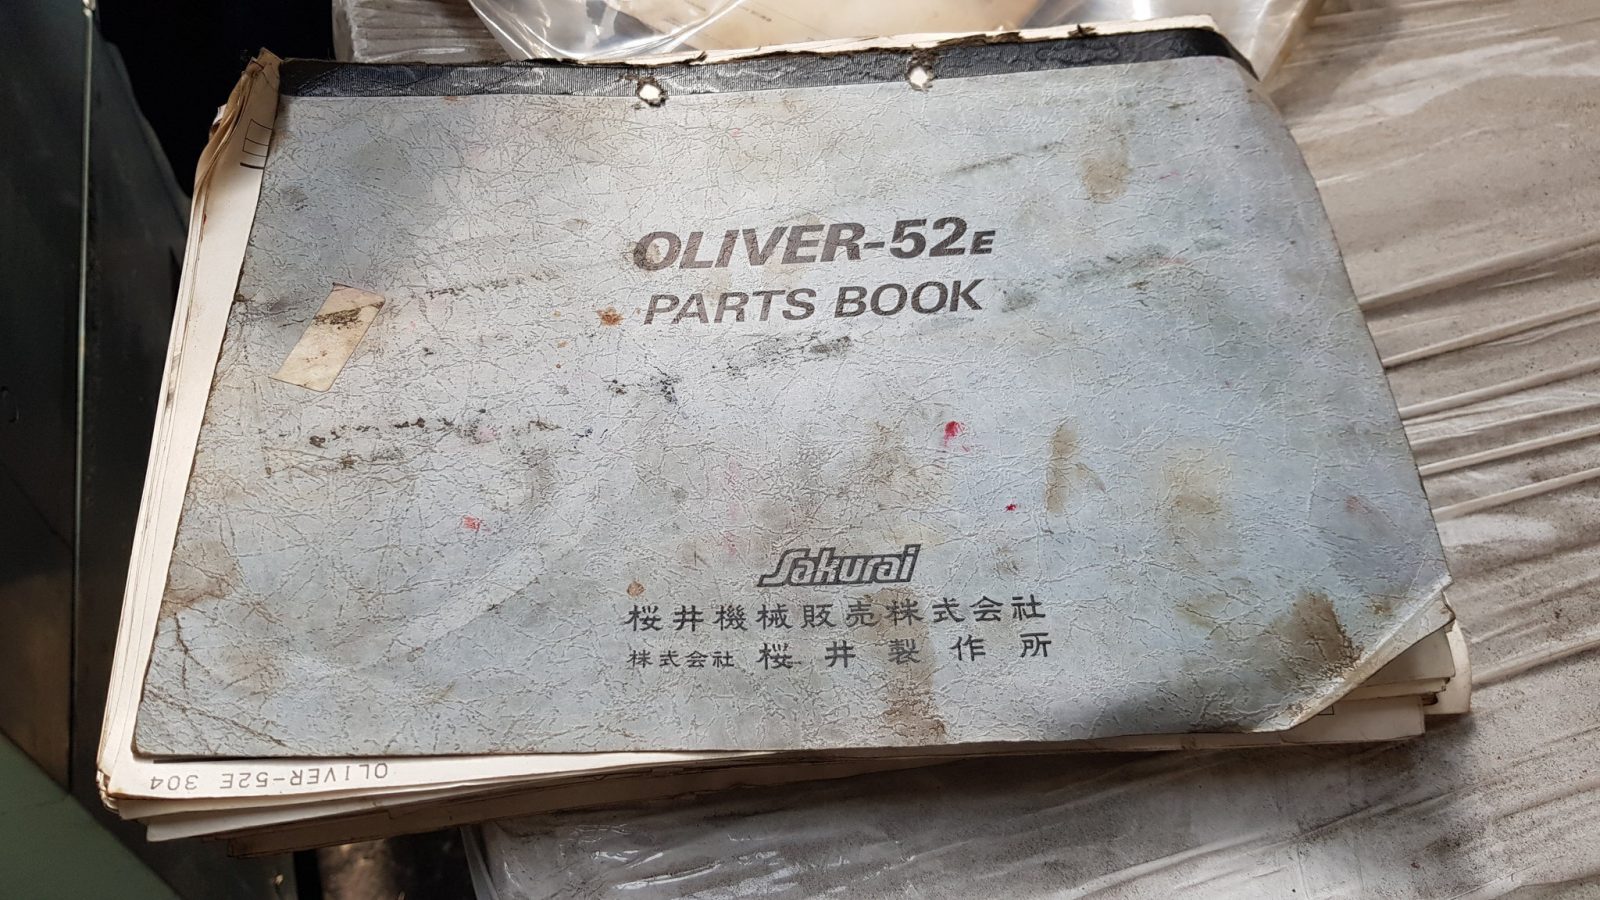 OLIVER-52E
PARTS BOOK
Sakurai
桜井機械販売株式会社
株式会社 桜井製作所
OLIVER-52E 304